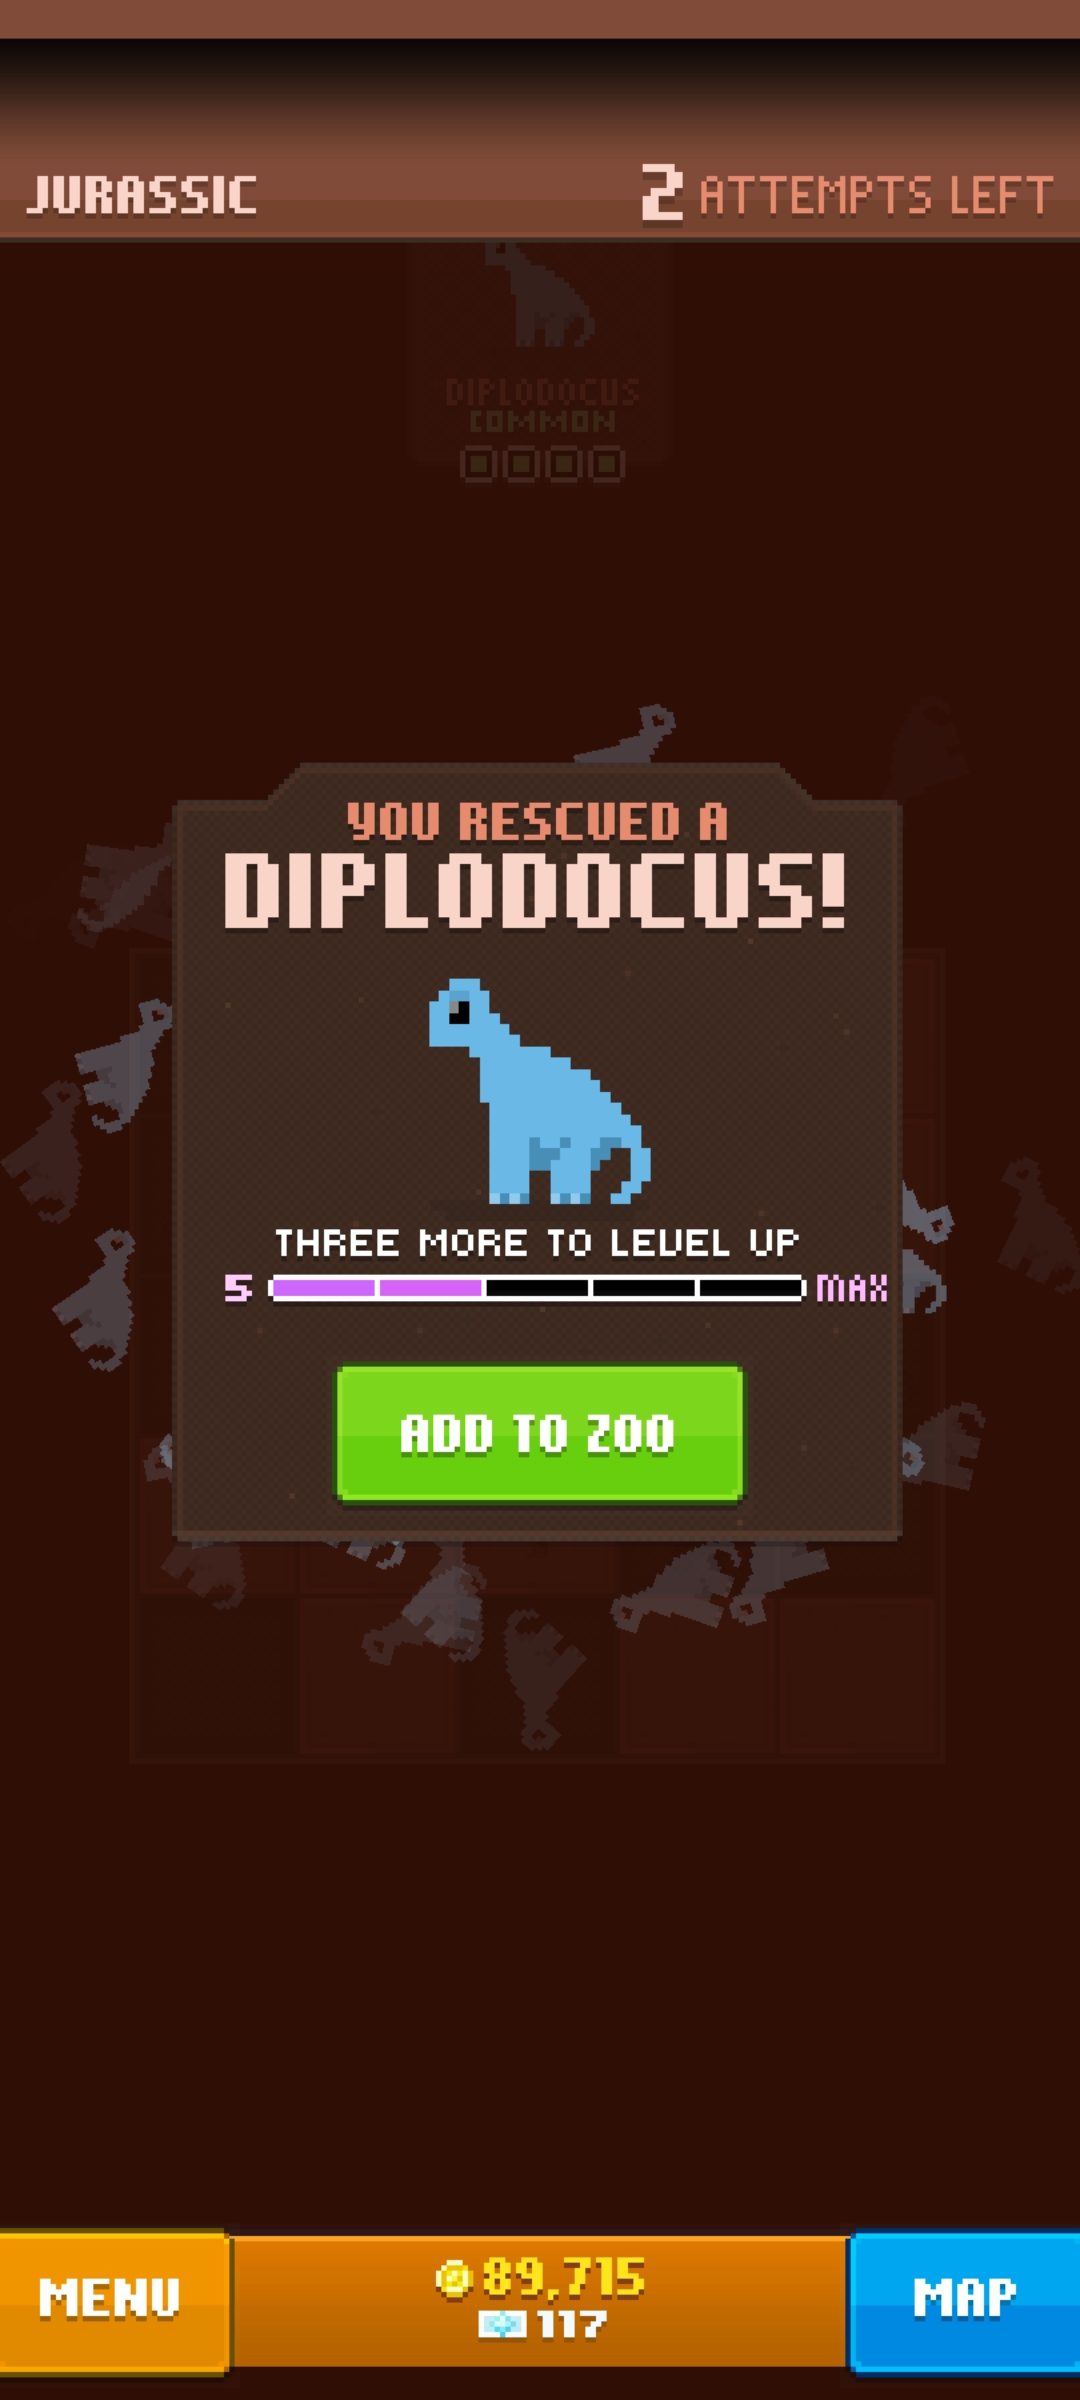 JURASSIC
2 ATTEMPTS LEFT
DIPLODOCUS
COMMON
YOU RESCUED A
DIPLODOCUS!
THREE MORE TO LEVEL UP
5 MAX
ADD TO ZOO
MENU
89,715
117
MAP